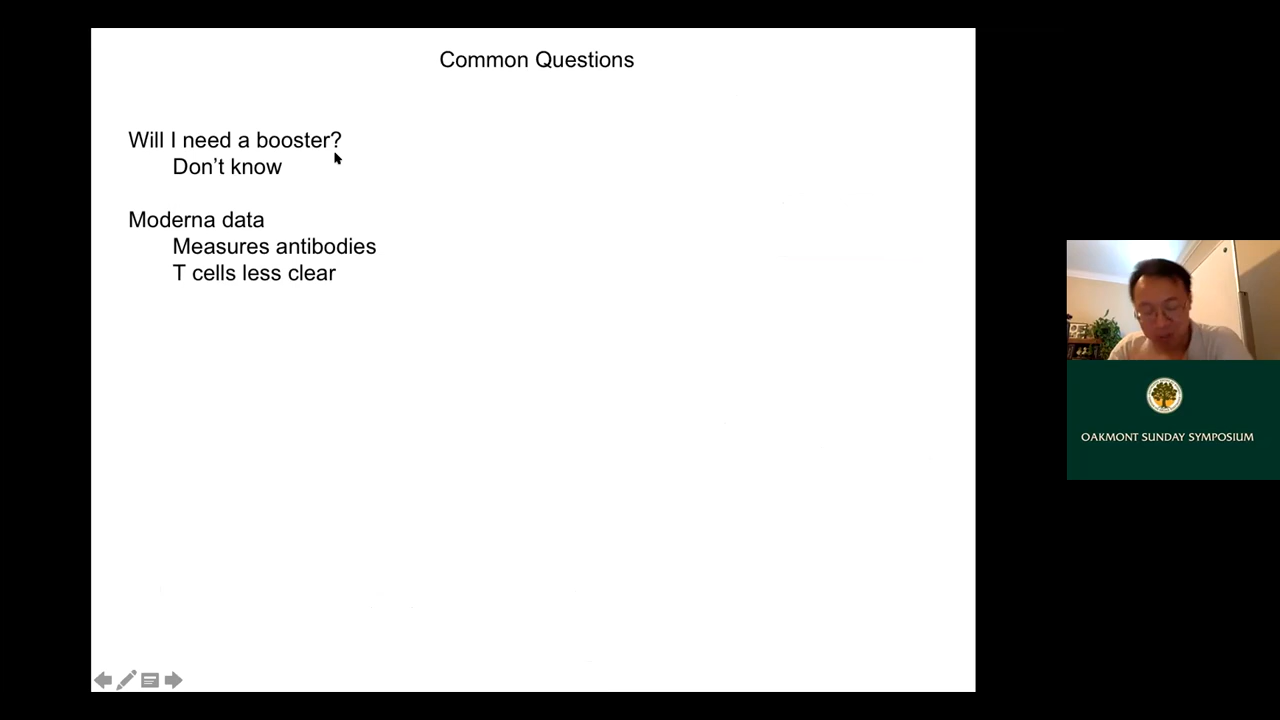 Common Questions
Will I need a booster?
Don’t know
Moderna data
Measures antibodies
T cells less clear
OAKMONT SUNDAY SYMPOSIUM